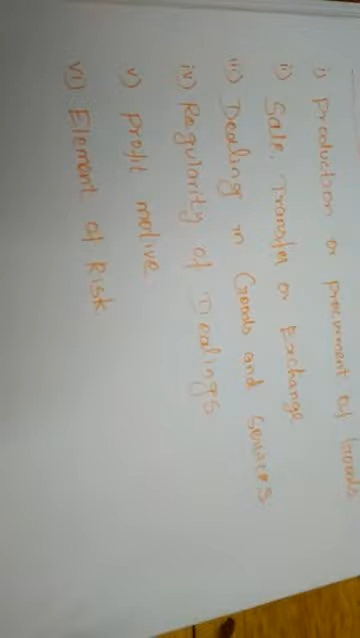 i) Production or procurment of Goods
ii) Sale, Transfer or Exchange
iii) Dealing in Goods and Services
iv) Regularity of Dealings
v) Profit motive
vi) Element of Risk